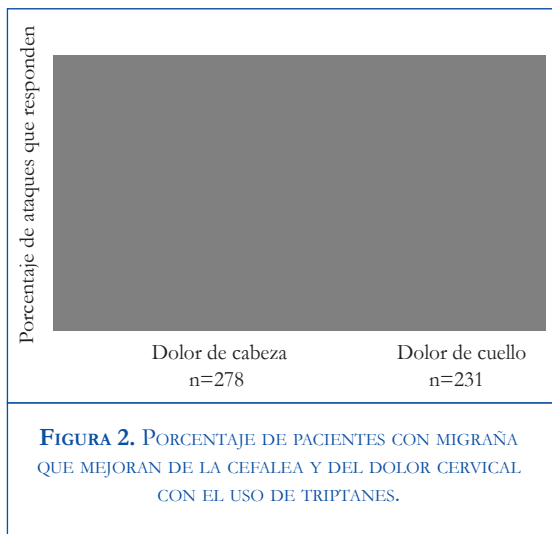 Porcentaje de ataques que responden
Dolor de cabeza
n=278
Dolor de cuello
n=231
FIGURA 2. PORCENTAJE DE PACIENTES CON MIGRAÑA
QUE MEJORAN DE LA CEFALEA Y DEL DOLOR CERVICAL
CON EL USO DE TRIPTANES.